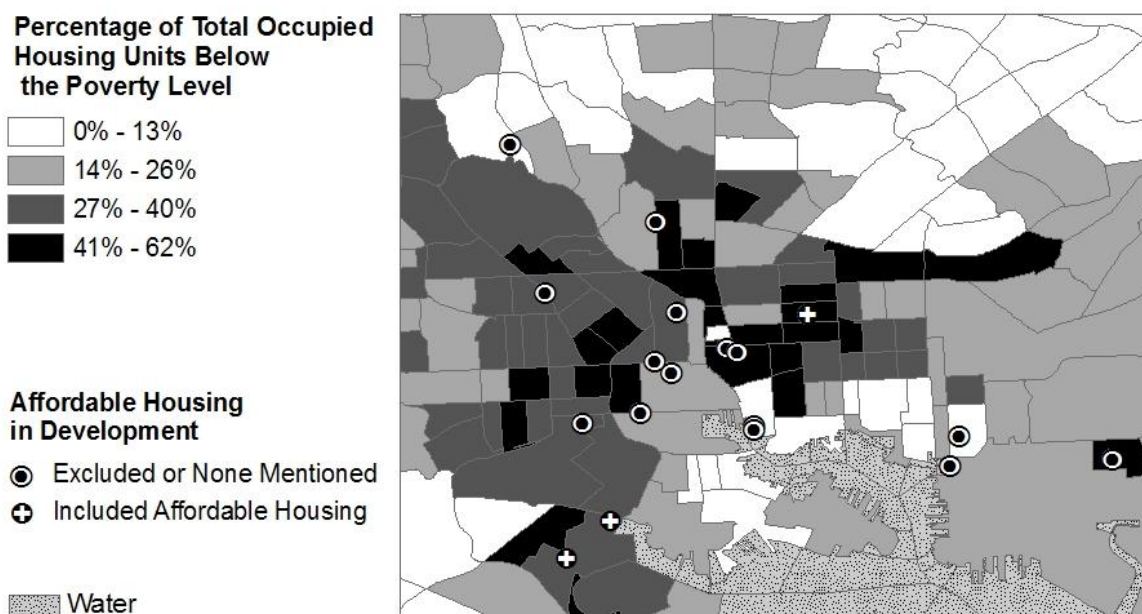 Percentage of Total Occupied
Housing Units Below
the Poverty Level
0% - 13%
14% - 26%
27% - 40%
41% - 62%
Affordable Housing
in Development
Excluded or None Mentioned
Included Affordable Housing
Water